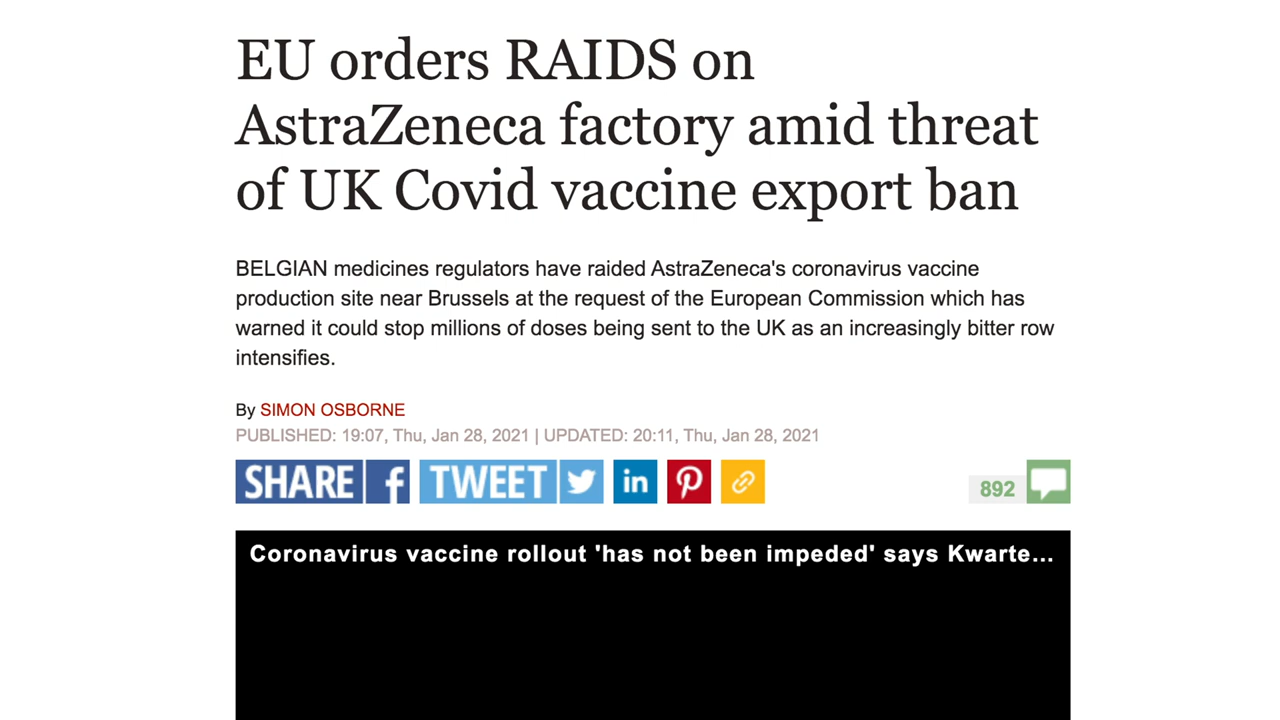 EU orders RAIDS on
AstraZeneca factory amid threat
of UK Covid vaccine export ban
BELGIAN medicines regulators have raided AstraZeneca's coronavirus vaccine
production site near Brussels at the request of the European Commission which has
warned it could stop millions of doses being sent to the UK as an increasingly bitter row
intensifies.
By SIMON OSBORNE
PUBLISHED: 19:07, Thu, Jan 28, 2021 | UPDATED: 20:11, Thu, Jan 28, 2021
SHARE f TWEET in 892
Coronavirus vaccine rollout 'has not been impeded' says Kwarte...